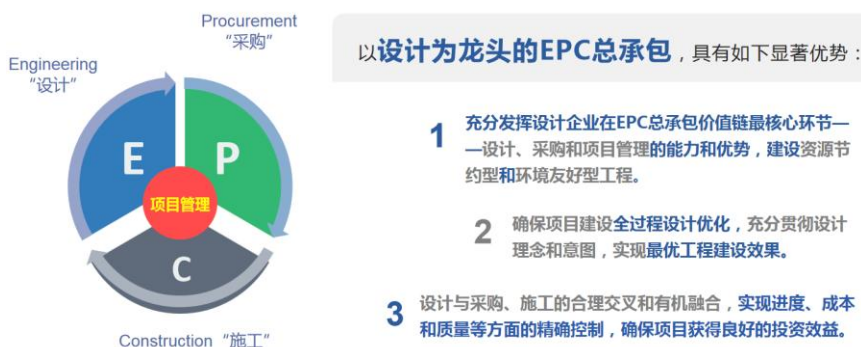 Procurement
“采购”
Engineering
“设计”
E
P
项目管理
C
Construction “施工”
以设计为龙头的EPC总承包，具有如下显著优势：
1
充分发挥设计企业在EPC总承包价值链最核心环节—
—设计、采购和项目管理的能力和优势，建设资源节
约型和环境友好型工程。
2
确保项目建设全过程设计优化，充分贯彻设计
理念和意图，实现最优工程建设效果。
3
设计与采购、施工的合理交叉和有机融合，实现进度、成本
和质量等方面的精确控制，确保项目获得良好的投资效益。